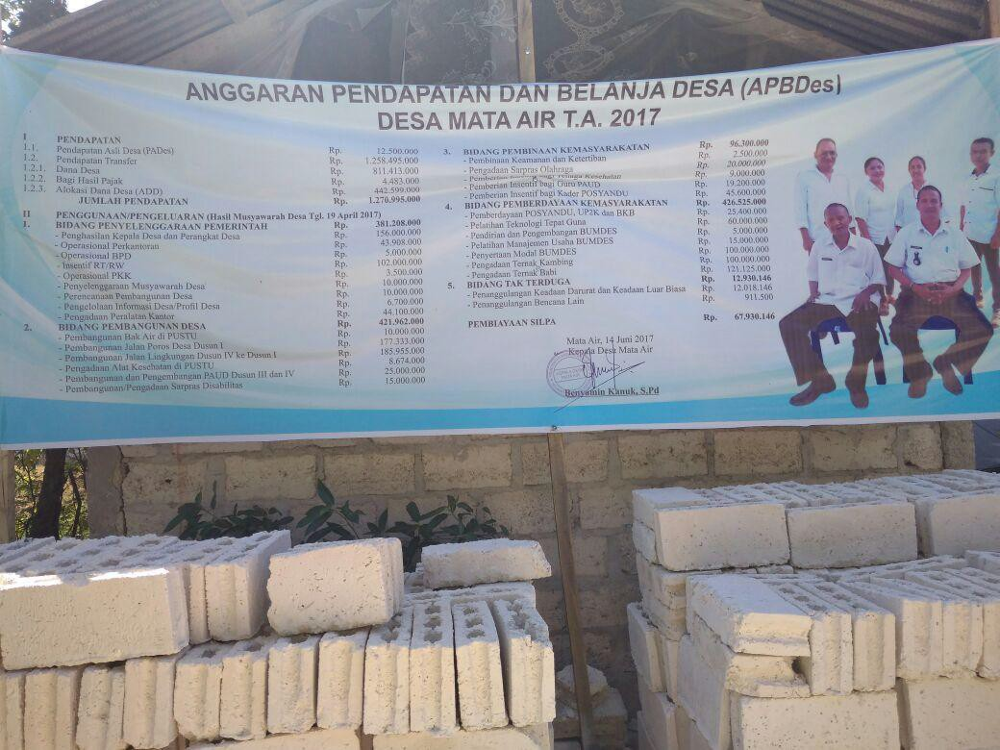 ANGGARAN PENDAPATAN DAN BELANJA DESA (APBDes)
DESA MATA AIR T.A. 2017
I PENDAPATAN
1.1. Pendapatan Asli Desa (PADes) Rp. 12.500.000
1.2. Pendapatan Transfer Rp. 1.258.495.000
1.2.1. Dana Desa Rp. 811.413.000
1.2.2. Bagi Hasil Pajak Rp. 4.483.000
1.2.3. Alokasi Dana Desa (ADD) Rp. 442.599.000
JUMLAH PENDAPATAN Rp. 1.270.995.000
II PENGGUNAAN/PENGELUARAN (Hasil Musyawarah Desa Tgl. 19 April 2017)
1. BIDANG PENYELENGGARAAN PEMERINTAH Rp. 381.208.000
- Penghasilan Kepala Desa dan Perangkat Desa Rp. 156.000.000
- Operasional Perkantoran Rp. 43.908.000
- Operasional BPD Rp. 5.000.000
- Insentif RT/RW Rp. 102.000.000
- Operasional PKK Rp. 3.500.000
- Penyelenggaraan Musyawarah Desa Rp. 10.000.000
- Perencanaan Pembangunan Desa Rp. 10.000.000
- Pengelolaan Informasi Desa/Profil Desa Rp. 6.700.000
- Pengadaan Peralatan Kantor Rp. 44.100.000
2. BIDANG PEMBANGUNAN DESA Rp. 421.962.000
- Pembangunan Bak Air di PUSTU Rp. 10.000.000
- Pembangunan Jalan Poros Desa Dusun I Rp. 177.333.000
- Pembangunan Jalan Lingkungan Dusun IV ke Dusun I Rp. 185.955.000
- Pengadaan Alat Kesehatan di PUSTU Rp. 8.674.000
- Pembangunan dan Pengembangan PAUD Dusun III dan IV Rp. 25.000.000
- Pembangunan/Pengadaan Sarpras Disabilitas Rp. 15.000.000
3. BIDANG PEMBINAAN KEMASYARAKATAN Rp. 96.300.000
- Pembinaan Keamanan dan Ketertiban Rp. 2.500.000
- Pengadaan Sarpras Olahraga Rp. 20.000.000
- Pemberian bagi Tenaga Kesehatan Rp. 9.000.000
- Pemberian Insentif bagi Guru PAUD Rp. 19.200.000
- Pemberian Insentif bagi Kader POSYANDU Rp. 45.600.000
4. BIDANG PEMBERDAYAAN KEMASYARAKATAN Rp. 426.525.000
- Pemberdayaan POSYANDU, UP2K dan BKB Rp. 25.400.000
- Pelatihan Teknologi Tepat Guna Rp. 60.000.000
- Pendirian dan Pengembangan BUMDES Rp. 5.000.000
- Pelatihan Manajemen Usaha BUMDES Rp. 15.000.000
- Penyertaan Modal BUMDES Rp. 100.000.000
- Pengadaan Ternak Kambing Rp. 100.000.000
- Pengadaan Ternak Babi Rp. 121.125.000
5. BIDANG TAK TERDUGA Rp. 12.930.146
- Penanggulangan Keadaan Darurat dan Keadaan Luar Biasa Rp. 12.018.146
- Penanggulangan Bencana Lain Rp. 911.500
PEMBIAYAAN SILPA Rp. 67.930.146
Mata Air, 14 Juni 2017
Kepala Desa Mata Air
Benyamin Kanuk, S.Pd